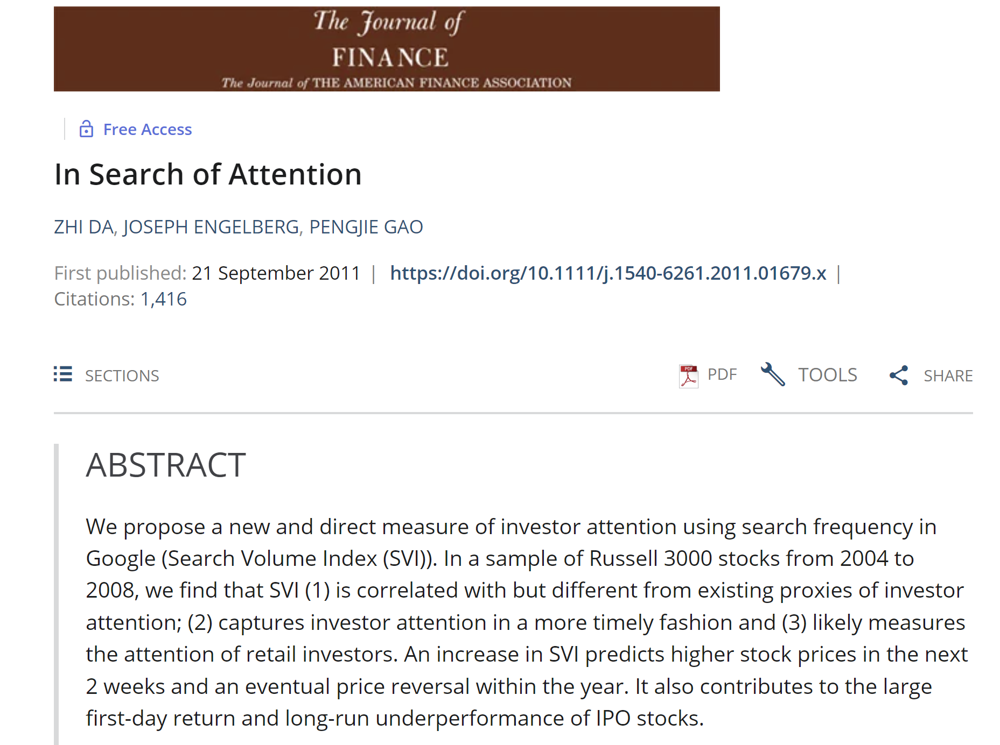 The Journal of
FINANCE
The Journal of THE AMERICAN FINANCE ASSOCIATION
Free Access
In Search of Attention
ZHI DA, JOSEPH ENGELBERG, PENGJIE GAO
First published: 21 September 2011 | https://doi.org/10.1111/j.1540-6261.2011.01679.x |
Citations: 1,416
SECTIONS
PDF PDF TOOLS SHARE
ABSTRACT
We propose a new and direct measure of investor attention using search frequency in
Google (Search Volume Index (SVI)). In a sample of Russell 3000 stocks from 2004 to
2008, we find that SVI (1) is correlated with but different from existing proxies of investor
attention; (2) captures investor attention in a more timely fashion and (3) likely measures
the attention of retail investors. An increase in SVI predicts higher stock prices in the next
2 weeks and an eventual price reversal within the year. It also contributes to the large
first-day return and long-run underperformance of IPO stocks.